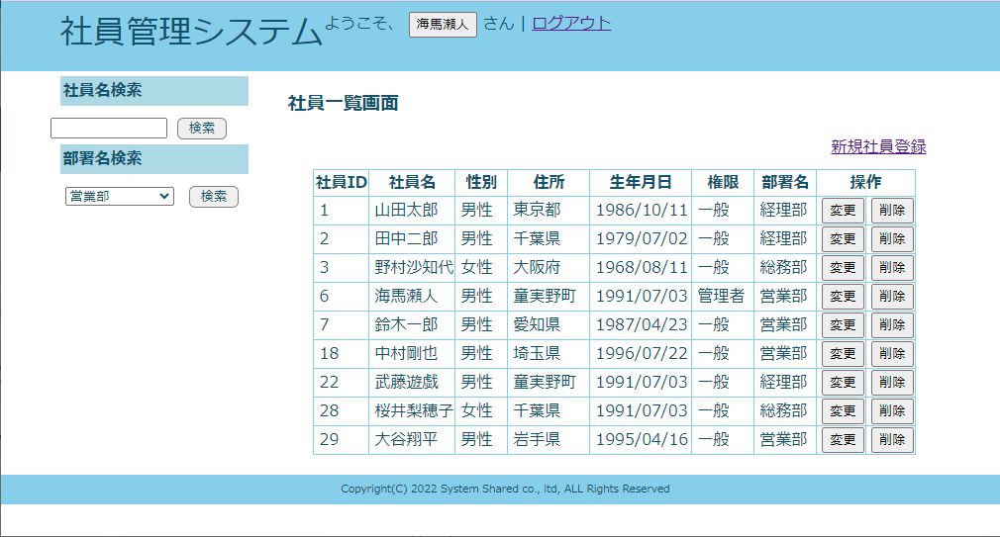 社員管理システム ようこそ、 海馬瀬人 さん | ログアウト
社員名検索
検索
部署名検索
営業部 検索
社員一覧画面
新規社員登録
社員ID 社員名 性別 住所 生年月日 権限 部署名 操作
1 山田太郎 男性 東京都 1986/10/11 一般 経理部 変更 削除
2 田中二郎 男性 千葉県 1979/07/02 一般 経理部 変更 削除
3 野村沙知代 女性 大阪府 1968/08/11 一般 総務部 変更 削除
6 海馬瀬人 男性 童実野町 1991/07/03 管理者 営業部 変更 削除
7 鈴木一郎 男性 愛知県 1987/04/23 一般 営業部 変更 削除
18 中村剛也 男性 埼玉県 1996/07/22 一般 営業部 変更 削除
22 武藤遊戯 男性 童実野町 1991/07/03 一般 経理部 変更 削除
28 桜井梨穂子 女性 千葉県 1991/07/03 一般 総務部 変更 削除
29 大谷翔平 男性 岩手県 1995/04/16 一般 営業部 変更 削除
Copyright(C) 2022 System Shared co., ltd, ALL Rights Reserved